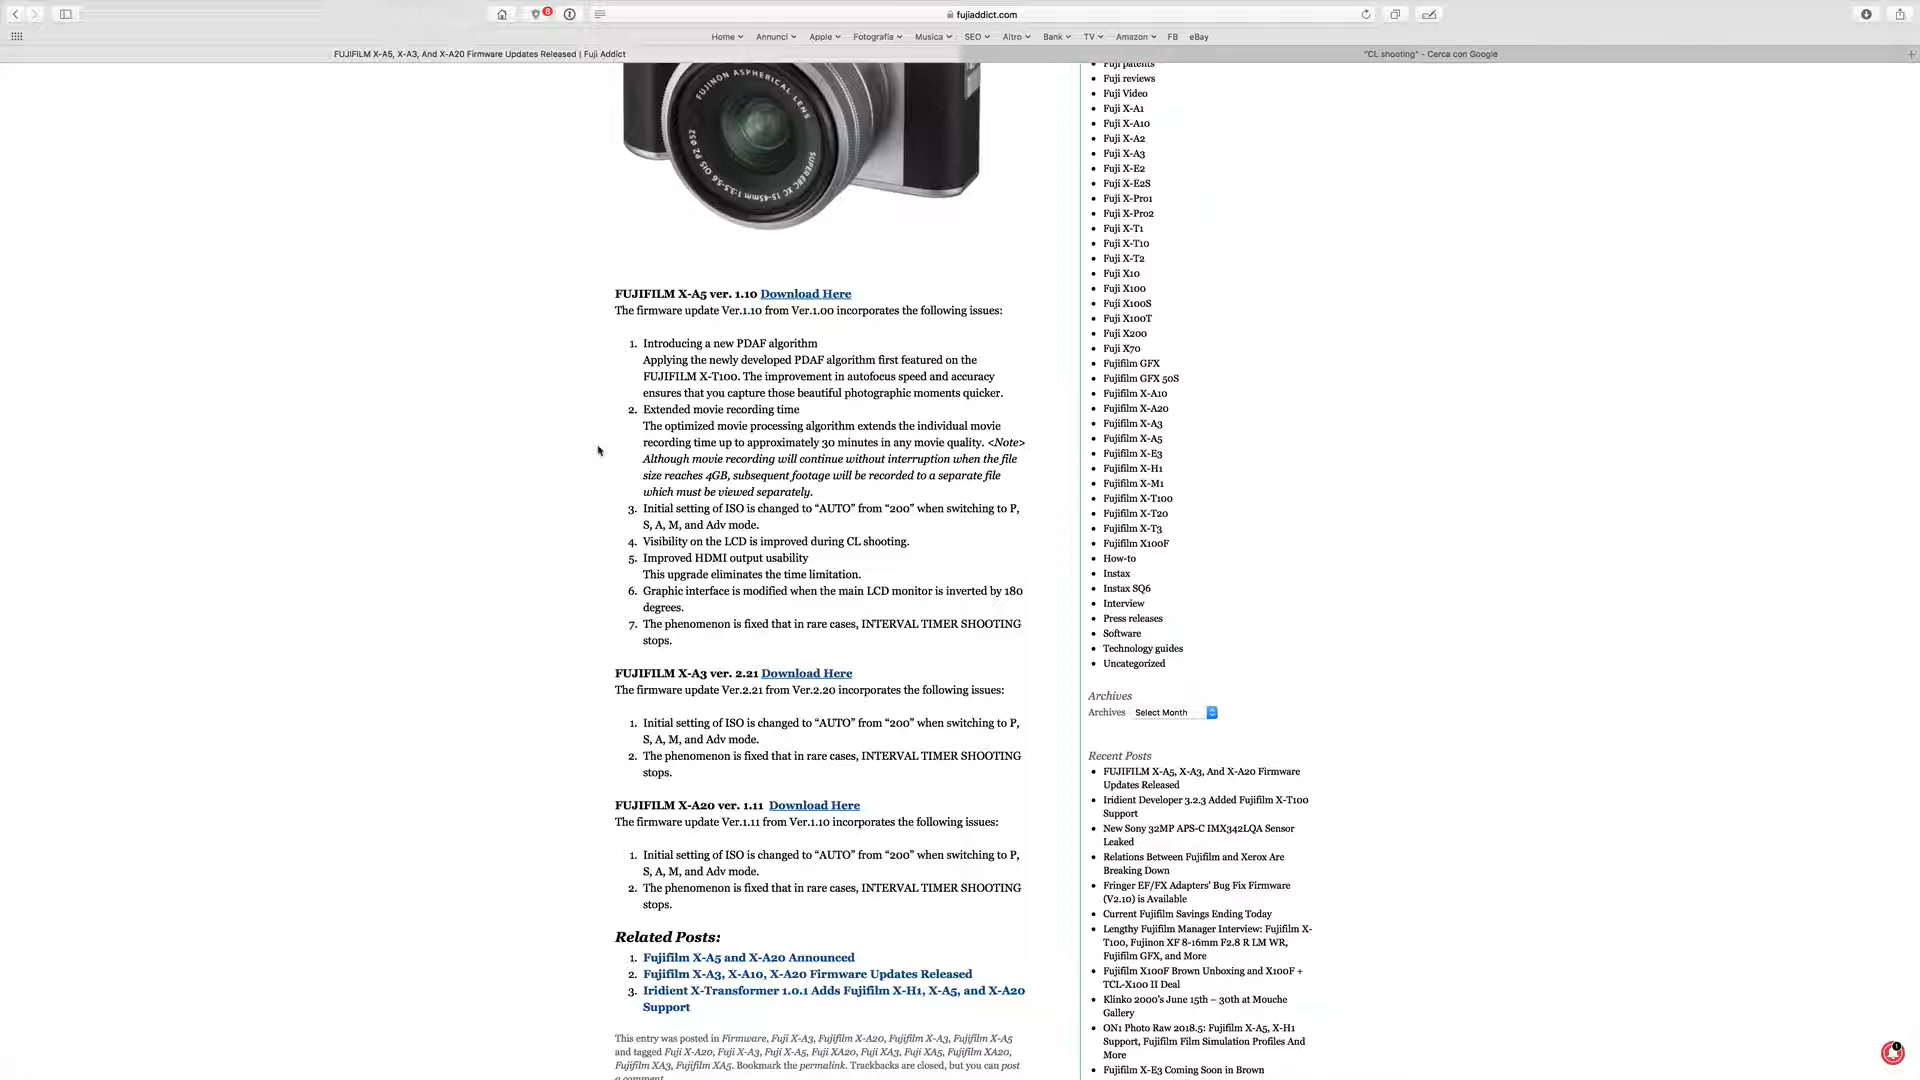 fujiaddict.com
Home Annunci Apple Fotografia Musica SEO Altro Bank TV Amazon FB eBay
FUJIFILM X-A5, X-A3, And X-A20 Firmware Updates Released | Fuji Addict
"CL shooting" - Cerca con Google
FUJINON ASPHERICAL LENS
SUPER EBC XC 15-45mm 1:3.5-5.6 OIS PZ Ø52
FUJIFILM X-A5 ver. 1.10 Download Here
The firmware update Ver.1.10 from Ver.1.00 incorporates the following issues:
1. Introducing a new PDAF algorithm
Applying the newly developed PDAF algorithm first featured on the
FUJIFILM X-T100. The improvement in autofocus speed and accuracy
ensures that you capture those beautiful photographic moments quicker.
2. Extended movie recording time
The optimized movie processing algorithm extends the individual movie
recording time up to approximately 30 minutes in any movie quality. <Note>
Although movie recording will continue without interruption when the file
size reaches 4GB, subsequent footage will be recorded to a separate file
which must be viewed separately.
3. Initial setting of ISO is changed to “AUTO” from “200” when switching to P,
S, A, M, and Adv mode.
4. Visibility on the LCD is improved during CL shooting.
5. Improved HDMI output usability
This upgrade eliminates the time limitation.
6. Graphic interface is modified when the main LCD monitor is inverted by 180
degrees.
7. The phenomenon is fixed that in rare cases, INTERVAL TIMER SHOOTING
stops.
FUJIFILM X-A3 ver. 2.21 Download Here
The firmware update Ver.2.21 from Ver.2.20 incorporates the following issues:
1. Initial setting of ISO is changed to “AUTO” from “200” when switching to P,
S, A, M, and Adv mode.
2. The phenomenon is fixed that in rare cases, INTERVAL TIMER SHOOTING
stops.
FUJIFILM X-A20 ver. 1.11 Download Here
The firmware update Ver.1.11 from Ver.1.10 incorporates the following issues:
1. Initial setting of ISO is changed to “AUTO” from “200” when switching to P,
S, A, M, and Adv mode.
2. The phenomenon is fixed that in rare cases, INTERVAL TIMER SHOOTING
stops.
Related Posts:
1. Fujifilm X-A5 and X-A20 Announced
2. Fujifilm X-A3, X-A10, X-A20 Firmware Updates Released
3. Iridient X-Transformer 1.0.1 Adds Fujifilm X-H1, X-A5, and X-A20
Support
This entry was posted in Firmware, Fuji X-A3, Fujifilm X-A20, Fujifilm X-A3, Fujifilm X-A5
and tagged Fuji X-A20, Fuji X-A3, Fuji X-A5, Fuji XA20, Fuji XA3, Fuji XA5, Fujifilm XA20,
Fujifilm XA3, Fujifilm XA5. Bookmark the permalink. Trackbacks are closed, but you can post
a comment.
Fuji patents
Fuji reviews
Fuji Video
Fuji X-A1
Fuji X-A10
Fuji X-A2
Fuji X-A3
Fuji X-E2
Fuji X-E2S
Fuji X-Pro1
Fuji X-Pro2
Fuji X-T1
Fuji X-T10
Fuji X-T2
Fuji X10
Fuji X100
Fuji X100S
Fuji X100T
Fuji X200
Fuji X70
Fujifilm GFX
Fujifilm GFX 50S
Fujifilm X-A10
Fujifilm X-A20
Fujifilm X-A3
Fujifilm X-A5
Fujifilm X-E3
Fujifilm X-H1
Fujifilm X-M1
Fujifilm X-T100
Fujifilm X-T20
Fujifilm X-T3
Fujifilm X100F
How-to
Instax
Instax SQ6
Interview
Press releases
Software
Technology guides
Uncategorized
Archives
Archives Select Month
Recent Posts
FUJIFILM X-A5, X-A3, And X-A20 Firmware
Updates Released
Iridient Developer 3.2.3 Added Fujifilm X-T100
Support
New Sony 32MP APS-C IMX342LQA Sensor
Leaked
Relations Between Fujifilm and Xerox Are
Breaking Down
Fringer EF/FX Adapters’ Bug Fix Firmware
(V2.10) is Available
Current Fujifilm Savings Ending Today
Lengthy Fujifilm Manager Interview: Fujifilm X-
T100, Fujinon XF 8-16mm F2.8 R LM WR,
Fujifilm GFX, and More
Fujifilm X100F Brown Unboxing and X100F +
TCL-X100 II Deal
Klinko 2000’s June 15th – 30th at Mouche
Gallery
ON1 Photo Raw 2018.5: Fujifilm X-A5, X-H1
Support, Fujifilm Film Simulation Profiles And
More
Fujifilm X-E3 Coming Soon in Brown